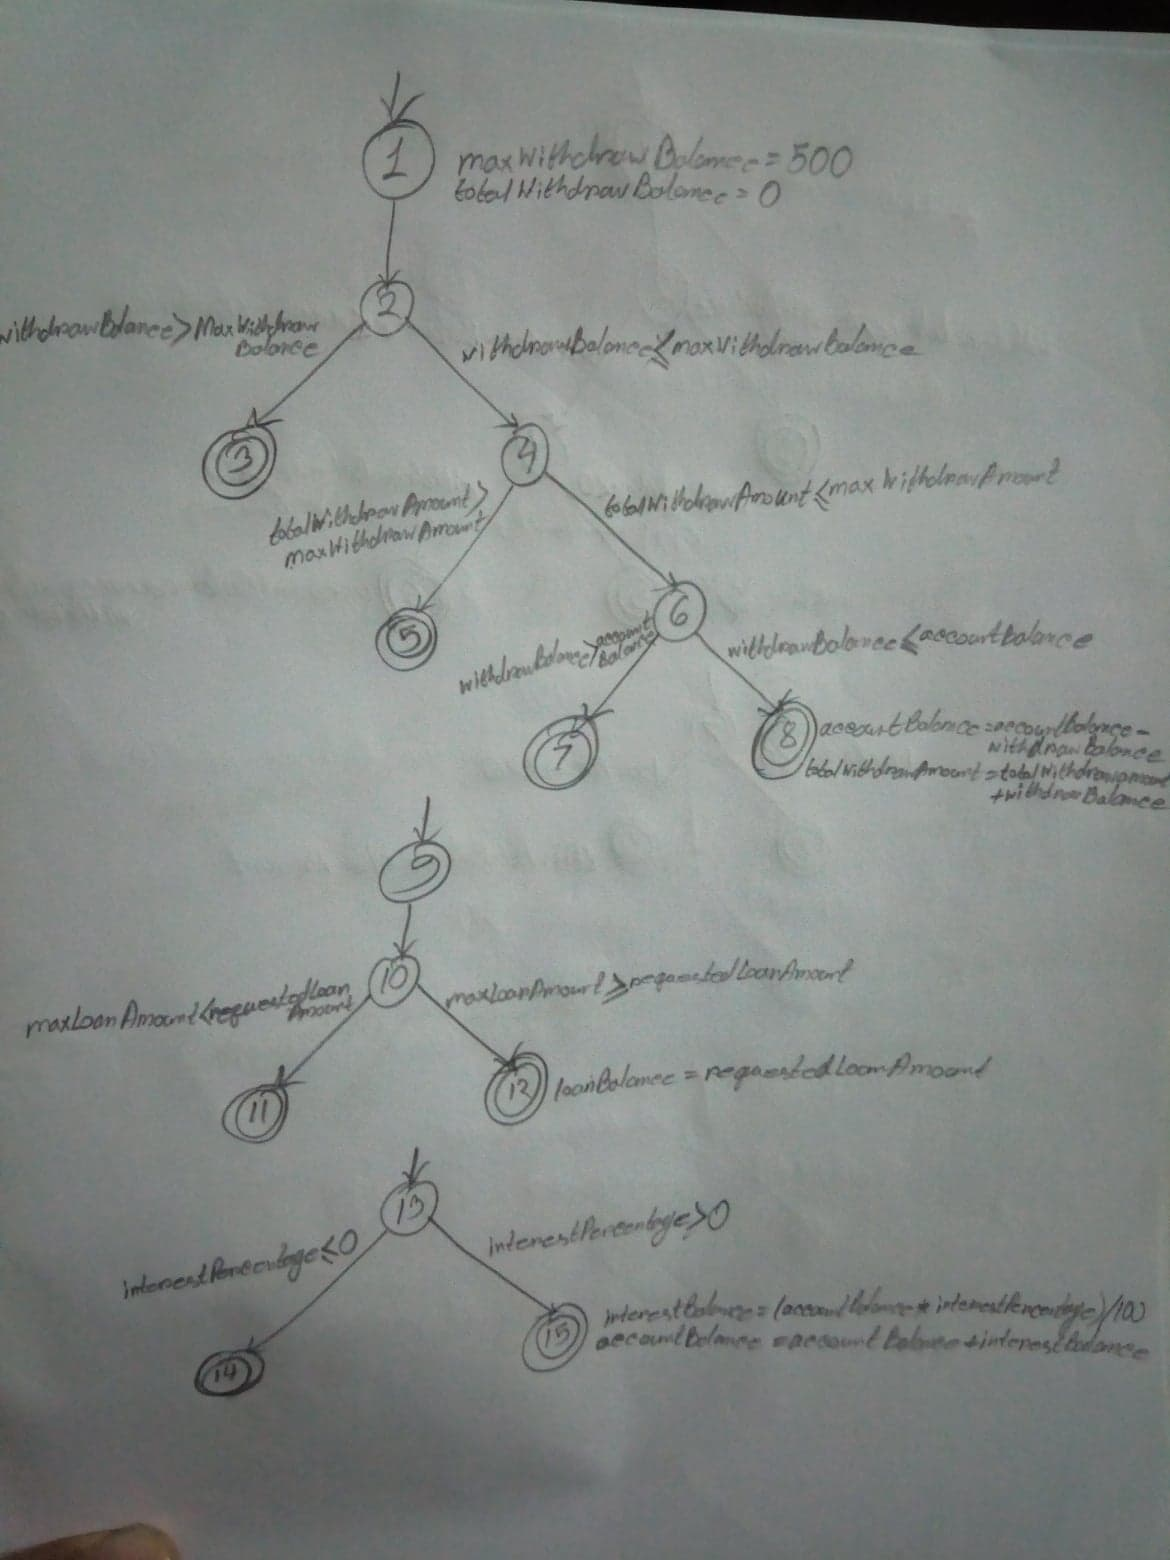 1
maxWithdrawBalance = 500
totalWithdrawBalance = 0
2
withdrawBalance > MaxWithdraw
Balance
withdrawBalance ≤ maxWithdrawBalance
3
4
totalWithdrawAmount >
maxWithdrawAmount
totalWithdrawAmount ≤ maxWithdrawAmount
5
6
withdrawBalance > account
Balance
withdrawBalance ≤ accountBalance
7
8
accountBalance = accountBalance -
withdrawBalance
totalWithdrawAmount = totalWithdrawAmount
+ withdrawBalance
9
10
maxLoanAmount < requestedLoan
Amount
maxLoanAmount ≥ requestedLoanAmount
11
12
loanBalance = requestedLoanAmount
13
interestPercentage ≤ 0
interestPercentage > 0
14
15
interestBalance = (accountBalance * interestPercentage)/100
accountBalance = accountBalance + interestBalance